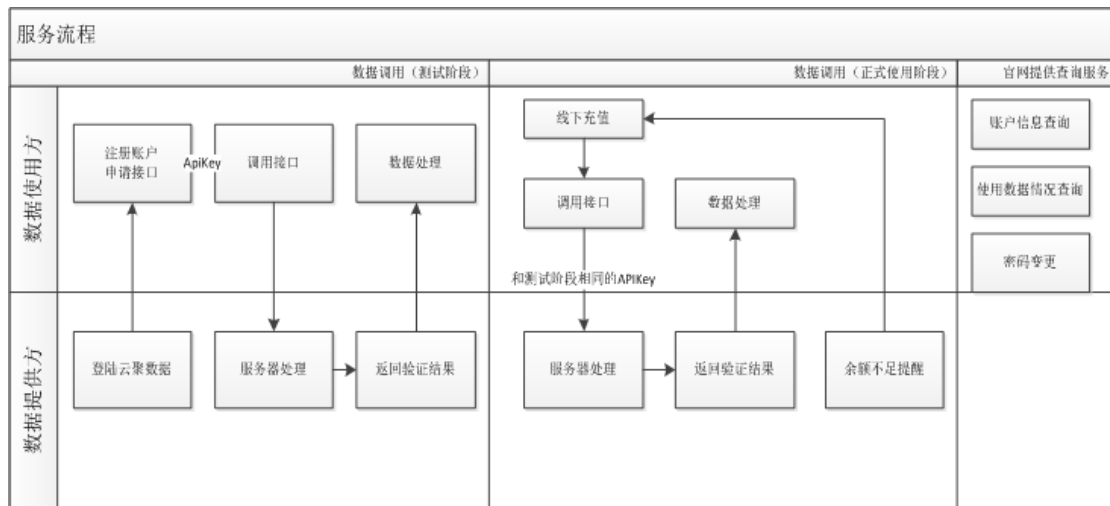 服务流程
数据调用（测试阶段）
数据调用（正式使用阶段）
官网提供查询服务
数据使用方
注册账户
申请接口
ApiKey
调用接口
数据处理
线下充值
调用接口
数据处理
和测试阶段相同的APIKey
账户信息查询
使用数据情况查询
密码变更
数据提供方
登陆云聚数据
服务器处理
返回验证结果
服务器处理
返回验证结果
余额不足提醒